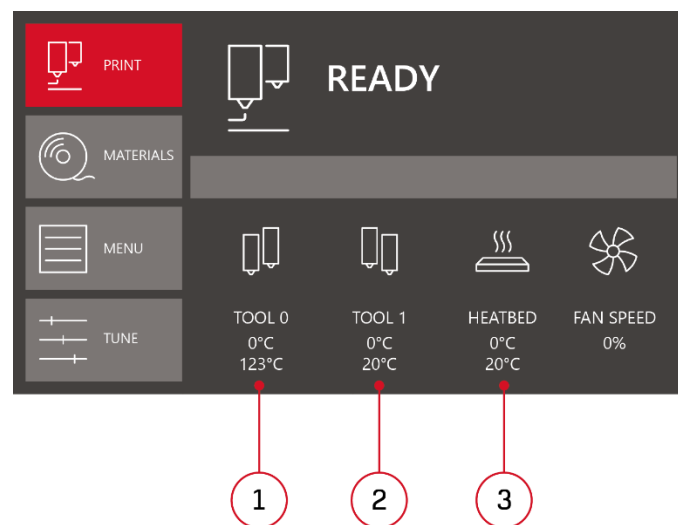 PRINT
READY
MATERIALS
MENU
TUNE
TOOL 0
0°C
123°C
TOOL 1
0°C
20°C
HEATBED
0°C
20°C
FAN SPEED
0%
1
2
3